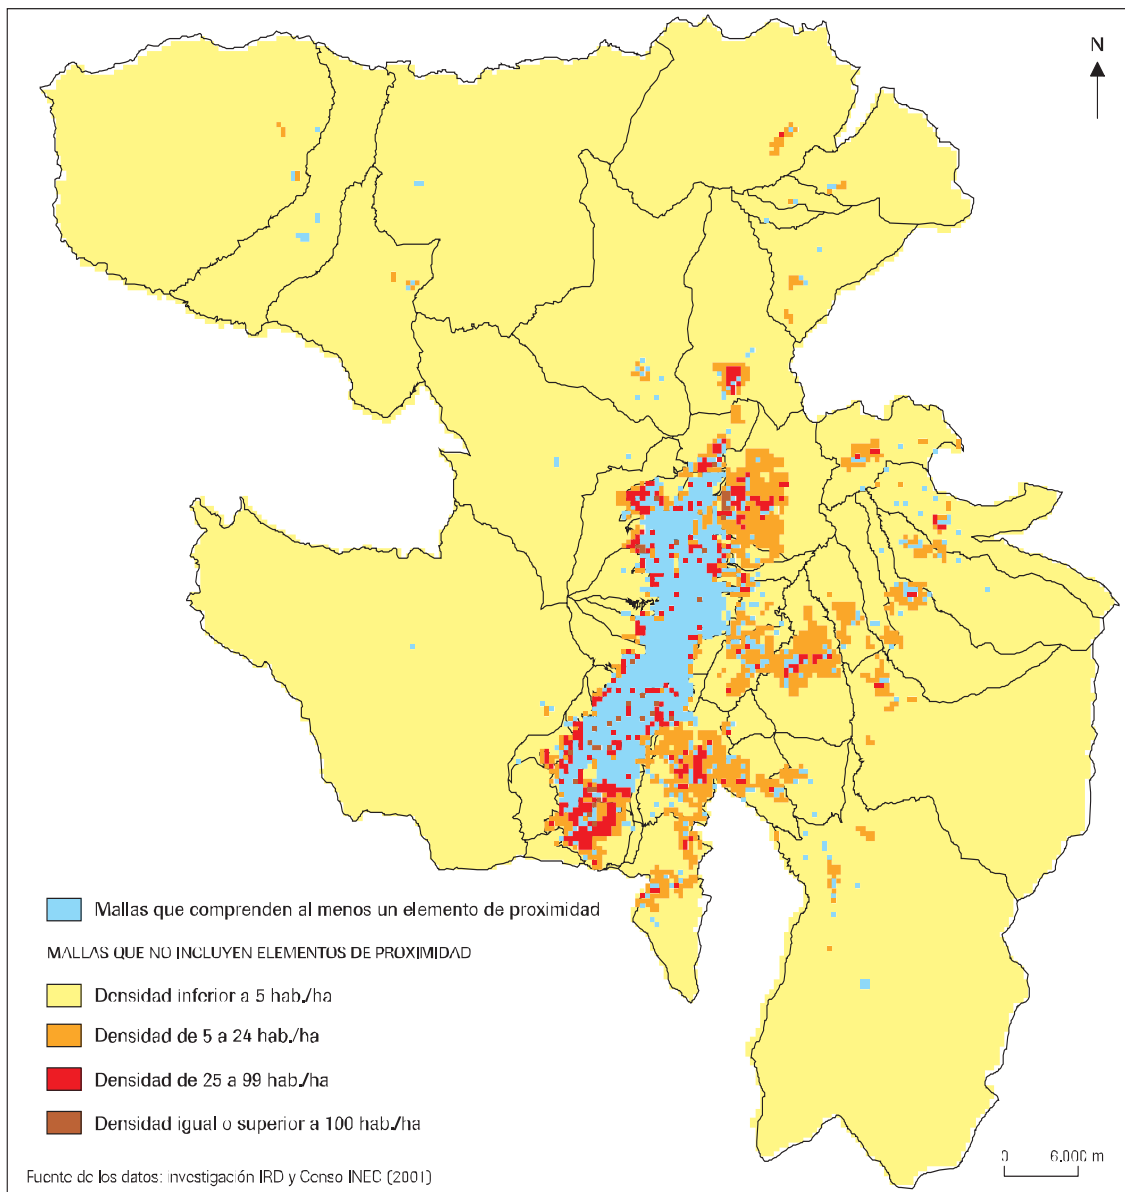 N
Mallas que comprenden al menos un elemento de proximidad
MALLAS QUE NO INCLUYEN ELEMENTOS DE PROXIMIDAD
Densidad inferior a 5 hab./ha
Densidad de 5 a 24 hab./ha
Densidad de 25 a 99 hab./ha
Densidad igual o superior a 100 hab./ha
0 6.000 m
Fuente de los datos: investigación IRD y Censo INEC (2001)